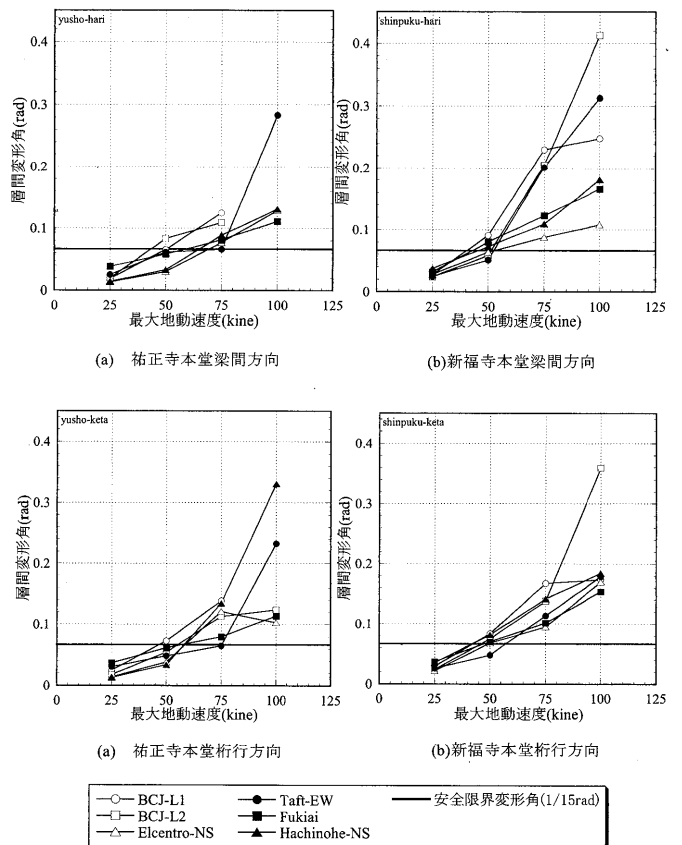 yusho-hari
0.4
0.3
0.2
0.1
0
0 25 50 75 100 125
層間変形角(rad)
最大地動速度(kine)
(a) 祐正寺本堂梁間方向
shinpuku-hari
0.4
0.3
0.2
0.1
0
0 25 50 75 100 125
層間変形角(rad)
最大地動速度(kine)
(b)新福寺本堂梁間方向
yusho-keta
0.4
0.3
0.2
0.1
0
0 25 50 75 100 125
層間変形角(rad)
最大地動速度(kine)
(a) 祐正寺本堂桁行方向
shinpuku-keta
0.4
0.3
0.2
0.1
0
0 25 50 75 100 125
層間変形角(rad)
最大地動速度(kine)
(b)新福寺本堂桁行方向
BCJ-L1 Taft-EW 安全限界変形角(1/15rad)
BCJ-L2 Fukiai
Elcentro-NS Hachinohe-NS